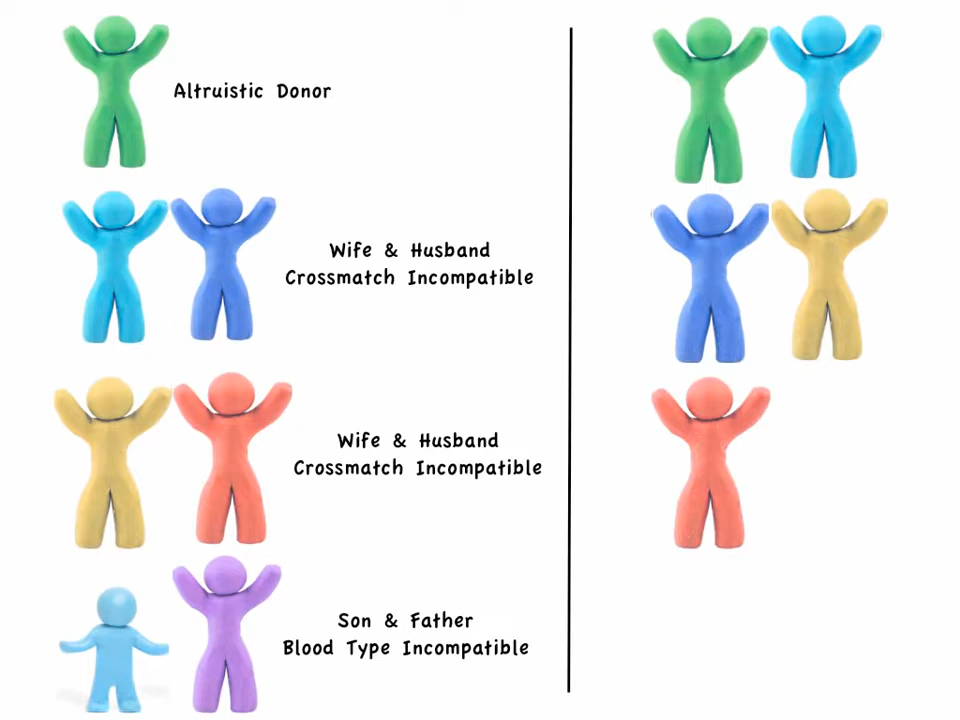 Altruistic Donor
Wife & Husband
Crossmatch Incompatible
Wife & Husband
Crossmatch Incompatible
Son & Father
Blood Type Incompatible